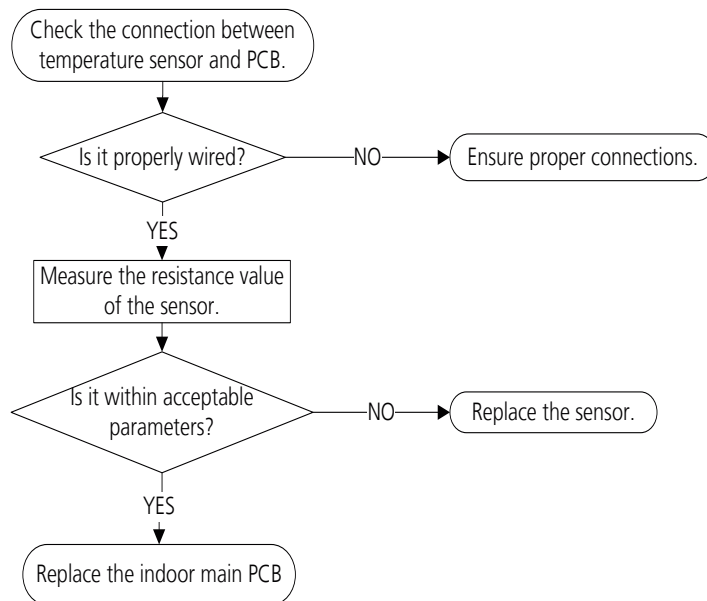 Check the connection between
temperature sensor and PCB.
Is it properly wired?
NO
Ensure proper connections.
YES
Measure the resistance value
of the sensor.
Is it within acceptable
parameters?
NO
Replace the sensor.
YES
Replace the indoor main PCB